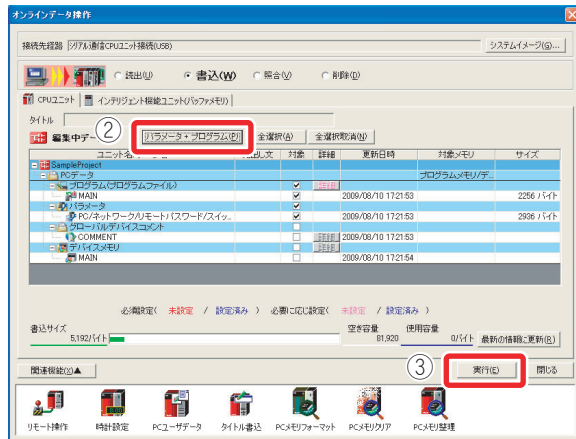 オンラインデータ操作
接続先経路 シリアル通信CPUユニット接続(USB) システムイメージ(G)...
読出(U) 書込(W) 照合(V) 削除(D)
CPUユニット インテリジェント機能ユニット(バッファメモリ)
タイトル
編集中デー ② パラメータ+プログラム(P) 全選択(A) 全選択取消(N)
ユニット名 出し文 対象 詳細 更新日時 対象メモリ サイズ
SampleProject
PCデータ プログラムメモリ/デ...
プログラム(プログラムファイル) 詳細
MAIN 2009/08/10 17:21:53 2256 バイト
パラメータ
PC/ネットワーク/リモートパスワード/スイッ... 2009/08/10 17:21:53 2936 バイト
グローバルデバイスコメント
COMMENT 詳細 2009/08/10 17:21:53
デバイスメモリ 詳細
MAIN 2009/08/10 17:21:54
必須設定( 未設定 / 設定済み ) 必要に応じ設定( 未設定 / 設定済み )
書込サイズ 空き容量 使用容量
5,192バイト 81,920 0バイト 最新の情報に更新(R)
関連機能(X)▲ ③ 実行(E) 閉じる
リモート操作 時計設定 PCユーザデータ タイトル書込 PCメモリフォーマット PCメモリクリア PCメモリ整理